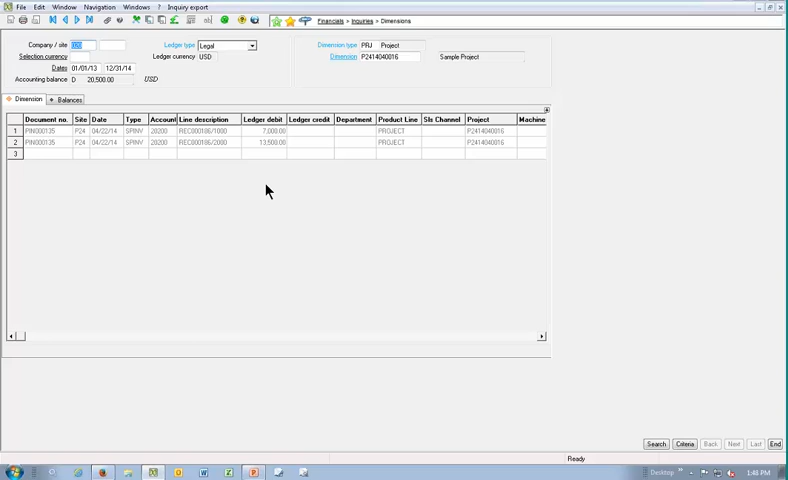 File Edit Window Navigation Windows ? Inquiry export
Financials > Inquiries > Dimensions
Company / site 020 Ledger type Legal Dimension type PRJ Project
Selection currency Ledger currency USD Dimension P2414040016 Sample Project
Dates 01/01/13 12/31/14
Accounting balance D 20,500.00 USD
Dimension Balances
Document no. Site Date Type Account Line description Ledger debit Ledger credit Department Product Line Sls Channel Project Machine
1 PIN000135 P24 04/22/14 SPINV 20200 REC000186/1000 7,000.00 PROJECT P2414040016
2 PIN000135 P24 04/22/14 SPINV 20200 REC000186/2000 13,500.00 PROJECT P2414040016
3
Search Criteria Back Next Last End
Ready
Desktop 1:48 PM